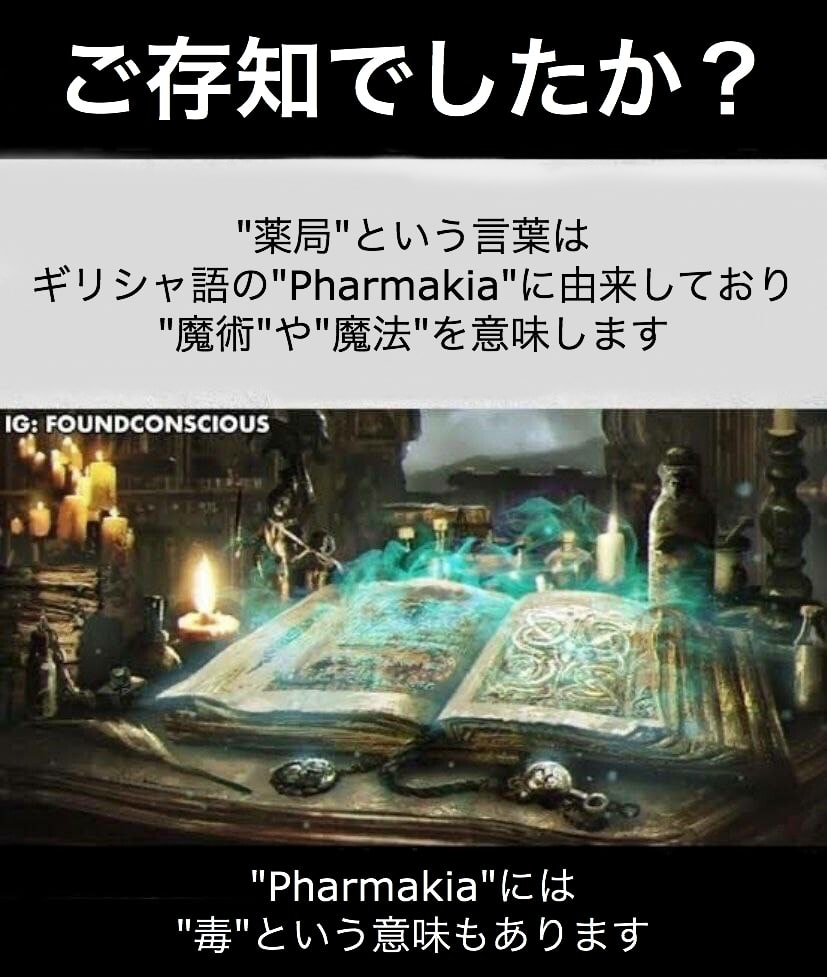 ご存知でしたか？
"薬局"という言葉は
ギリシャ語の"Pharmakia"に由来しており
"魔術"や"魔法"を意味します
IG: FOUNDCONSCIOUS
"Pharmakia"には
"毒"という意味もあります